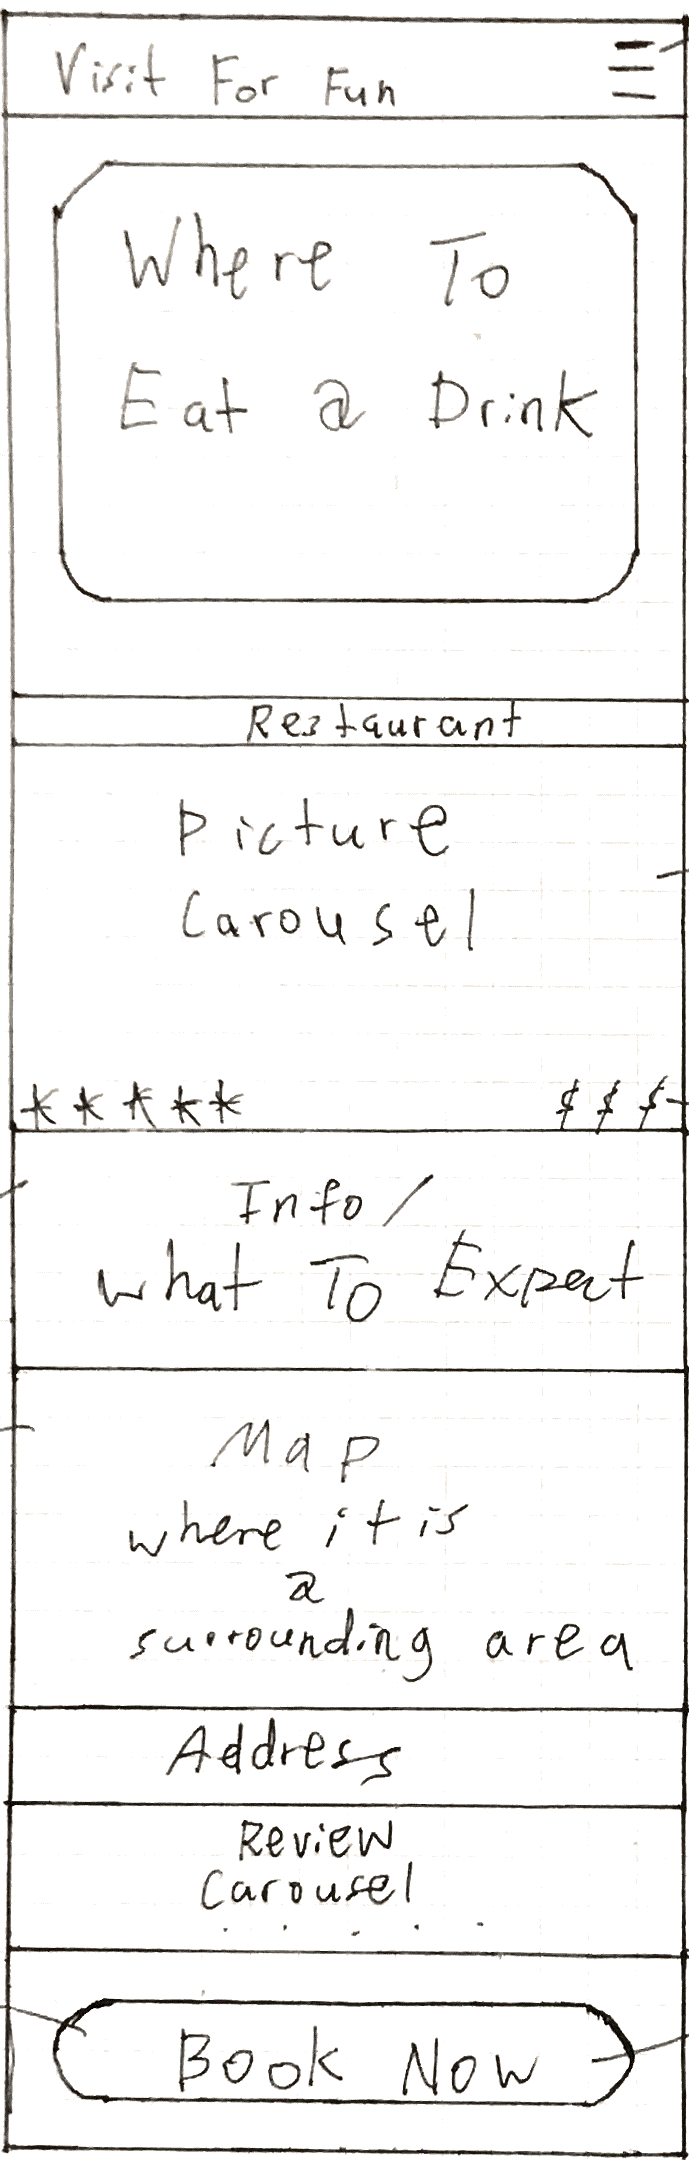 Visit For Fun
Where To
Eat & Drink
Restaurant
Picture
Carousel
***** $$$
Info/
what To Expect
Map
where it is
&
surrounding area
Address
Review
Carousel
. . . . .
Book Now